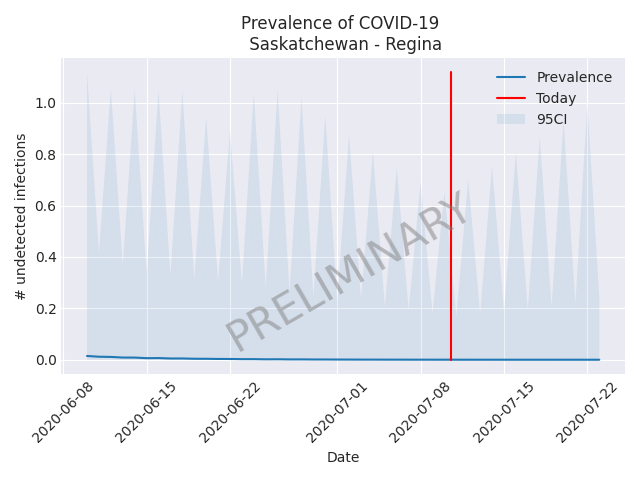 Prevalence of COVID-19
Saskatchewan - Regina
Prevalence
Today
95CI
1.0
0.8
0.6
0.4
0.2
0.0
# undetected infections
PRELIMINARY
2020-06-08
2020-06-15
2020-06-22
2020-07-01
2020-07-08
2020-07-15
2020-07-22
Date